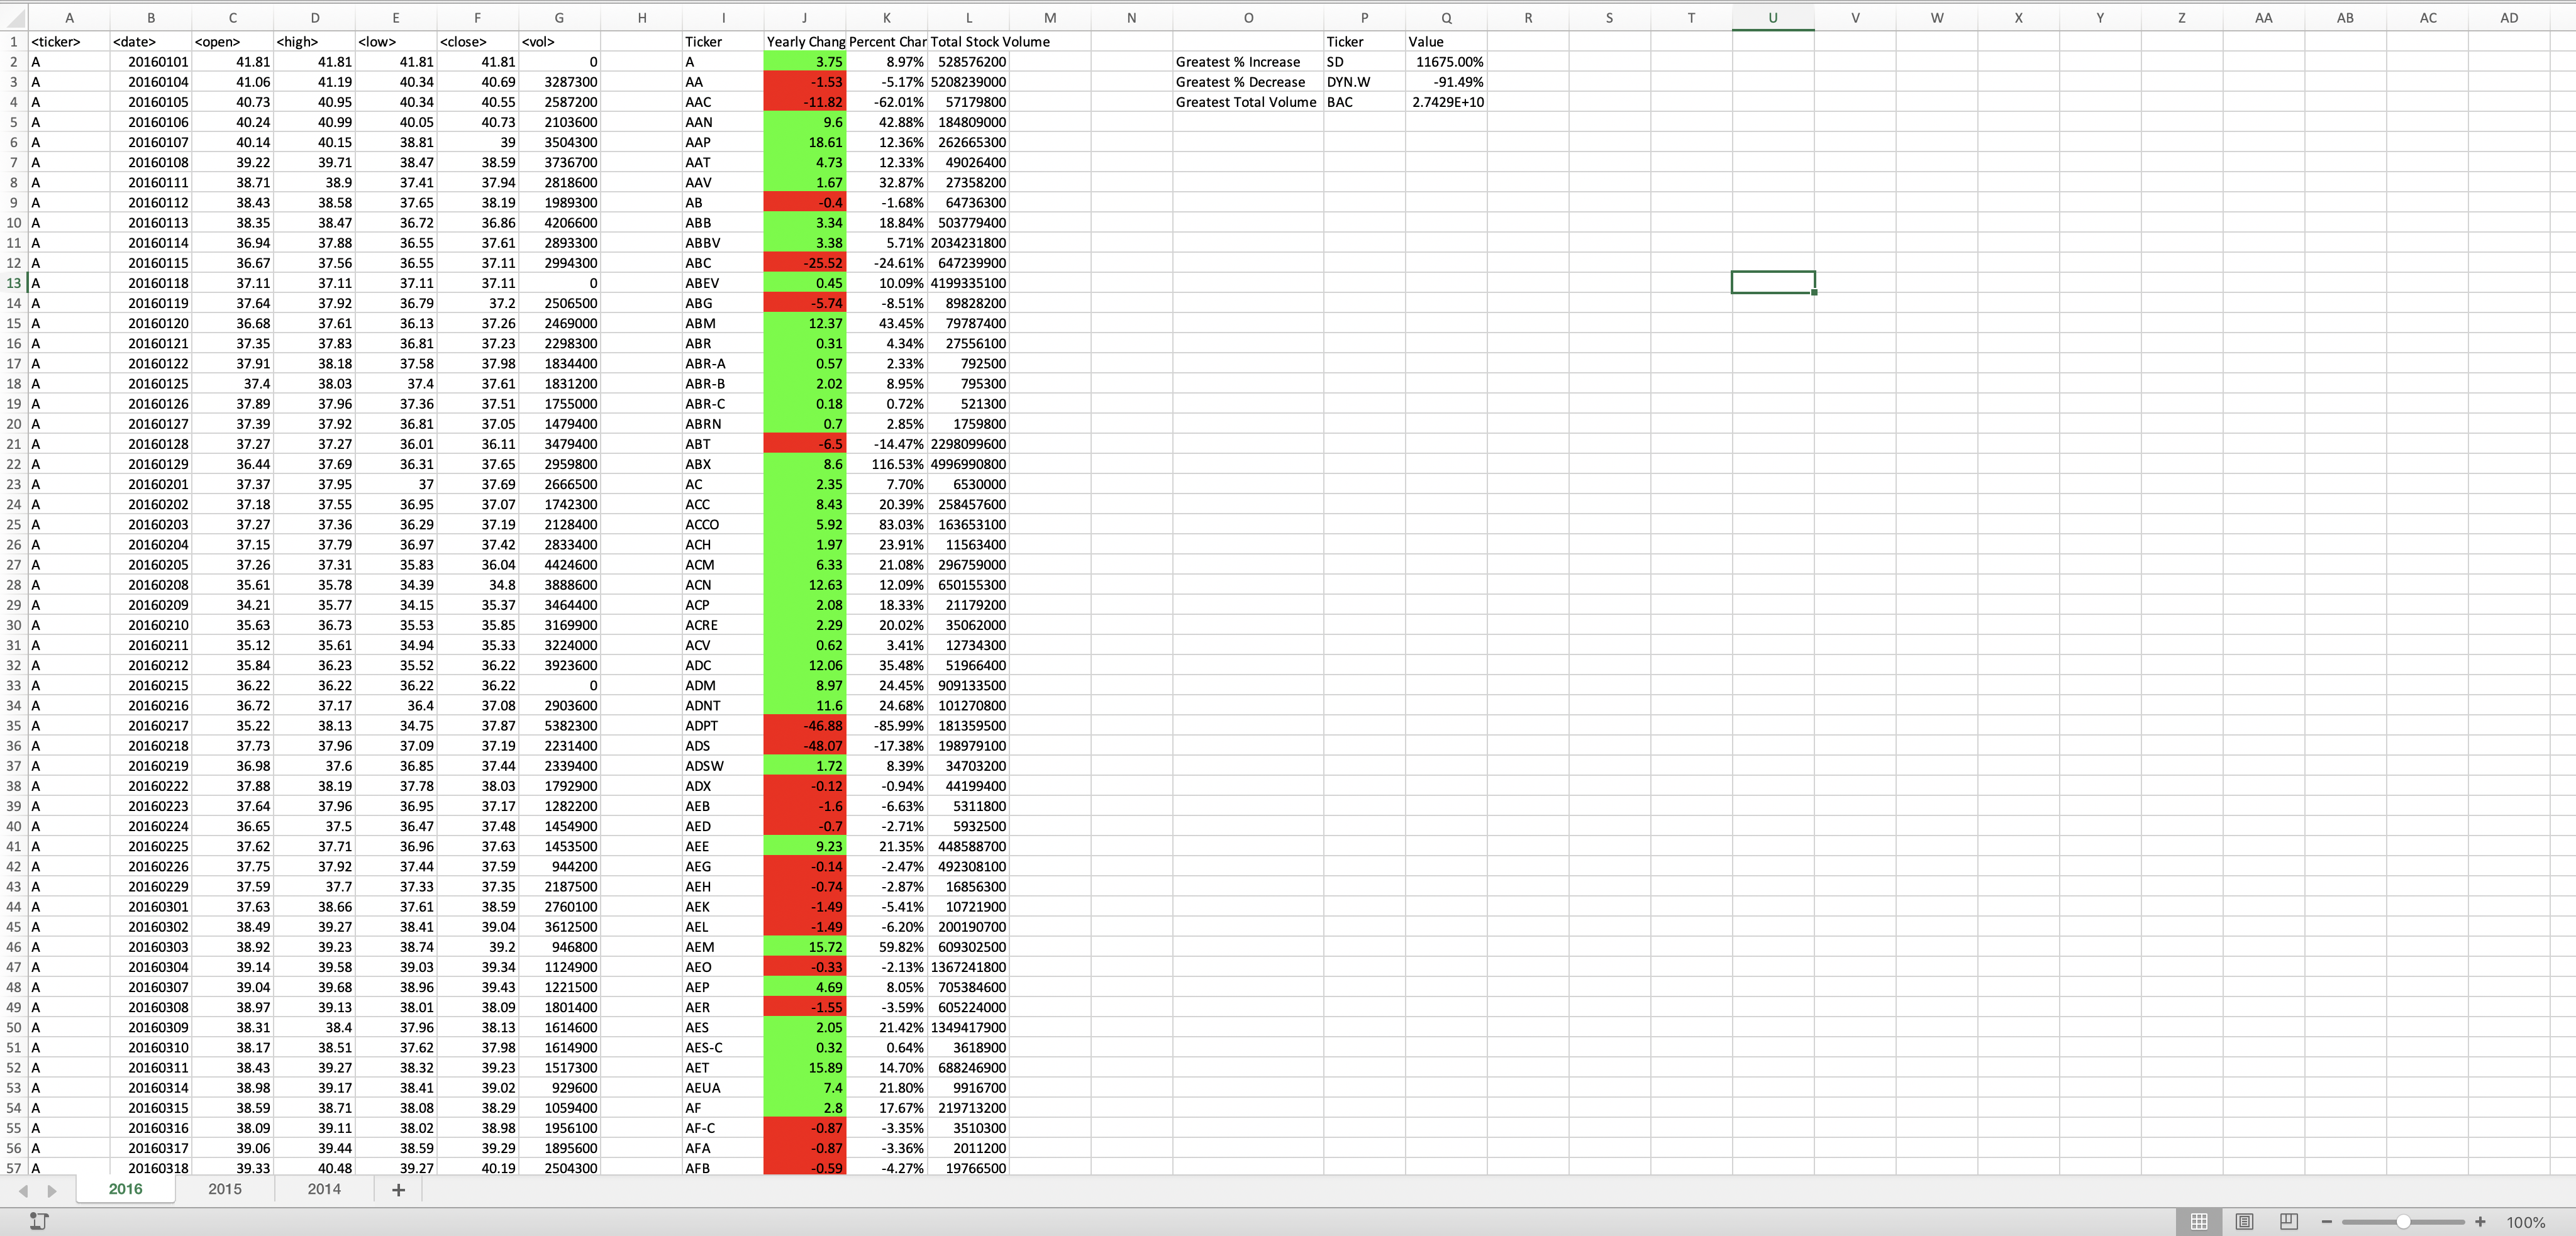 A B C D E F G H I J K L M N O P Q R S T U V W X Y Z AA AB AC AD
1 <ticker> <date> <open> <high> <low> <close> <vol> Ticker Yearly Chang Percent Char Total Stock Volume Ticker Value
2 A 20160101 41.81 41.81 41.81 41.81 0 A 3.75 8.97% 528576200 Greatest % Increase SD 11675.00%
3 A 20160104 41.06 41.19 40.34 40.69 3287300 AA -1.53 -5.17% 5208239000 Greatest % Decrease DYN.W -91.49%
4 A 20160105 40.73 40.95 40.34 40.55 2587200 AAC -11.82 -62.01% 57179800 Greatest Total Volume BAC 2.7429E+10
5 A 20160106 40.24 40.99 40.05 40.73 2103600 AAN 9.6 42.88% 184809000
6 A 20160107 40.14 40.15 38.81 39 3504300 AAP 18.61 12.36% 262665300
7 A 20160108 39.22 39.71 38.47 38.59 3736700 AAT 4.73 12.33% 49026400
8 A 20160111 38.71 38.9 37.41 37.94 2818600 AAV 1.67 32.87% 27358200
9 A 20160112 38.43 38.58 37.65 38.19 1989300 AB -0.4 -1.68% 64736300
10 A 20160113 38.35 38.47 36.72 36.86 4206600 ABB 3.34 18.84% 503779400
11 A 20160114 36.94 37.88 36.55 37.61 2893300 ABBV 3.38 5.71% 2034231800
12 A 20160115 36.67 37.56 36.55 37.11 2994300 ABC -25.52 -24.61% 647239900
13 A 20160118 37.11 37.11 37.11 37.11 0 ABEV 0.45 10.09% 4199335100
14 A 20160119 37.64 37.92 36.79 37.2 2506500 ABG -5.74 -8.51% 89828200
15 A 20160120 36.68 37.61 36.13 37.26 2469000 ABM 12.37 43.45% 79787400
16 A 20160121 37.35 37.83 36.81 37.23 2298300 ABR 0.31 4.34% 27556100
17 A 20160122 37.91 38.18 37.58 37.98 1834400 ABR-A 0.57 2.33% 792500
18 A 20160125 37.4 38.03 37.4 37.61 1831200 ABR-B 2.02 8.95% 795300
19 A 20160126 37.89 37.96 37.36 37.51 1755000 ABR-C 0.18 0.72% 521300
20 A 20160127 37.39 37.92 36.81 37.05 1479400 ABRN 0.7 2.85% 1759800
21 A 20160128 37.27 37.27 36.01 36.11 3479400 ABT -6.5 -14.47% 2298099600
22 A 20160129 36.44 37.69 36.31 37.65 2959800 ABX 8.6 116.53% 4996990800
23 A 20160201 37.37 37.95 37 37.69 2666500 AC 2.35 7.70% 6530000
24 A 20160202 37.18 37.55 36.95 37.07 1742300 ACC 8.43 20.39% 258457600
25 A 20160203 37.27 37.36 36.29 37.19 2128400 ACCO 5.92 83.03% 163653100
26 A 20160204 37.15 37.79 36.97 37.42 2833400 ACH 1.97 23.91% 11563400
27 A 20160205 37.26 37.31 35.83 36.04 4424600 ACM 6.33 21.08% 296759000
28 A 20160208 35.61 35.78 34.39 34.8 3888600 ACN 12.63 12.09% 650155300
29 A 20160209 34.21 35.77 34.15 35.37 3464400 ACP 2.08 18.33% 21179200
30 A 20160210 35.63 36.73 35.53 35.85 3169900 ACRE 2.29 20.02% 35062000
31 A 20160211 35.12 35.61 34.94 35.33 3224000 ACV 0.62 3.41% 12734300
32 A 20160212 35.84 36.23 35.52 36.22 3923600 ADC 12.06 35.48% 51966400
33 A 20160215 36.22 36.22 36.22 36.22 0 ADM 8.97 24.45% 909133500
34 A 20160216 36.72 37.17 36.4 37.08 2903600 ADNT 11.6 24.68% 101270800
35 A 20160217 35.22 38.13 34.75 37.87 5382300 ADPT -46.88 -85.99% 181359500
36 A 20160218 37.73 37.96 37.09 37.19 2231400 ADS -48.07 -17.38% 198979100
37 A 20160219 36.98 37.6 36.85 37.44 2339400 ADSW 1.72 8.39% 34703200
38 A 20160222 37.88 38.19 37.78 38.03 1792900 ADX -0.12 -0.94% 44199400
39 A 20160223 37.64 37.96 36.95 37.17 1282200 AEB -1.6 -6.63% 5311800
40 A 20160224 36.65 37.5 36.47 37.48 1454900 AED -0.7 -2.71% 5932500
41 A 20160225 37.62 37.71 36.96 37.63 1453500 AEE 9.23 21.35% 448588700
42 A 20160226 37.75 37.92 37.44 37.59 944200 AEG -0.14 -2.47% 492308100
43 A 20160229 37.59 37.7 37.33 37.35 2187500 AEH -0.74 -2.87% 16856300
44 A 20160301 37.63 38.66 37.61 38.59 2760100 AEK -1.49 -5.41% 10721900
45 A 20160302 38.49 39.27 38.41 39.04 3612500 AEL -1.49 -6.20% 200190700
46 A 20160303 38.92 39.23 38.74 39.2 946800 AEM 15.72 59.82% 609302500
47 A 20160304 39.14 39.58 39.03 39.34 1124900 AEO -0.33 -2.13% 1367241800
48 A 20160307 39.04 39.68 38.96 39.43 1221500 AEP 4.69 8.05% 705384600
49 A 20160308 38.97 39.13 38.01 38.09 1801400 AER -1.55 -3.59% 605224000
50 A 20160309 38.31 38.4 37.96 38.13 1614600 AES 2.05 21.42% 1349417900
51 A 20160310 38.17 38.51 37.62 37.98 1614900 AES-C 0.32 0.64% 3618900
52 A 20160311 38.43 39.27 38.32 39.23 1517300 AET 15.89 14.70% 688246900
53 A 20160314 38.98 39.17 38.41 39.02 929600 AEUA 7.4 21.80% 9916700
54 A 20160315 38.59 38.71 38.08 38.29 1059400 AF 2.8 17.67% 219713200
55 A 20160316 38.09 39.11 38.02 38.98 1956100 AF-C -0.87 -3.35% 3510300
56 A 20160317 39.06 39.44 38.59 39.29 1895600 AFA -0.87 -3.36% 2011200
57 A 20160318 39.33 40.48 39.27 40.19 2504300 AFB -0.59 -4.27% 19766500
2016 2015 2014 +
100%